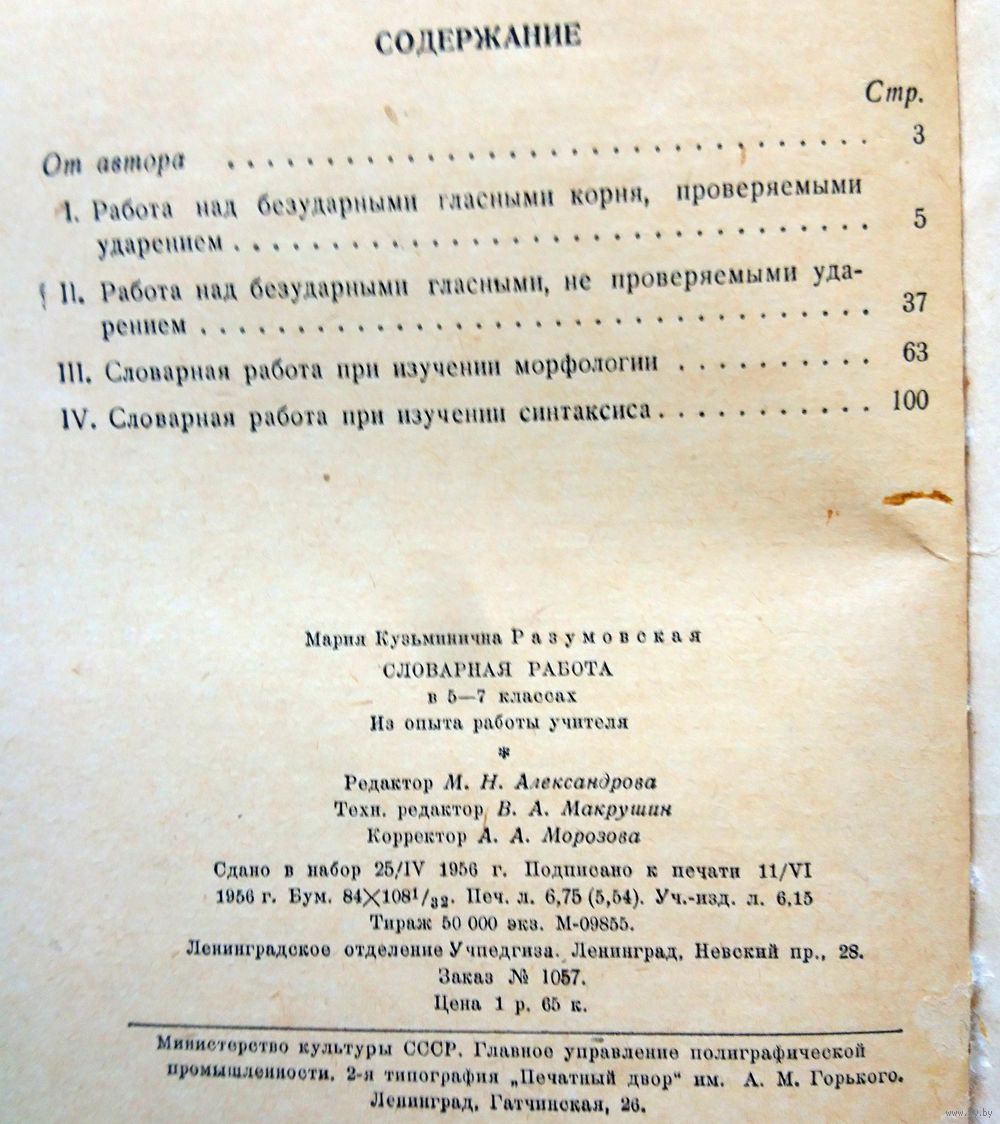 СОДЕРЖАНИЕ
Стр.
От автора . . . . . . . . . . . . . . . . . . . . . . . . . . . . . . . . . 3
I. Работа над безударными гласными корня, проверяемыми
ударением . . . . . . . . . . . . . . . . . . . . . . . . . . . . . . . . 5
II. Работа над безударными гласными, не проверяемыми уда-
рением . . . . . . . . . . . . . . . . . . . . . . . . . . . . . . . . . . 37
III. Словарная работа при изучении морфологии . . . . . . . . . . 63
IV. Словарная работа при изучении синтаксиса . . . . . . . . . . . 100
Мария Кузьминична Разумовская
СЛОВАРНАЯ РАБОТА
в 5—7 классах
Из опыта работы учителя
*
Редактор М. Н. Александрова
Техн. редактор В. А. Макрушин
Корректор А. А. Морозова
Сдано в набор 25/IV 1956 г. Подписано к печати 11/VI
1956 г. Бум. 84×108¹/₃₂. Печ. л. 6,75 (5,54). Уч.-изд. л. 6,15
Тираж 50 000 экз. М-09855.
Ленинградское отделение Учпедгиза. Ленинград, Невский пр., 28.
Заказ № 1057.
Цена 1 р. 65 к.
Министерство культуры СССР. Главное управление полиграфической
промышленности. 2-я типография „Печатный двор“ им. А. М. Горького.
Ленинград, Гатчинская, 26.